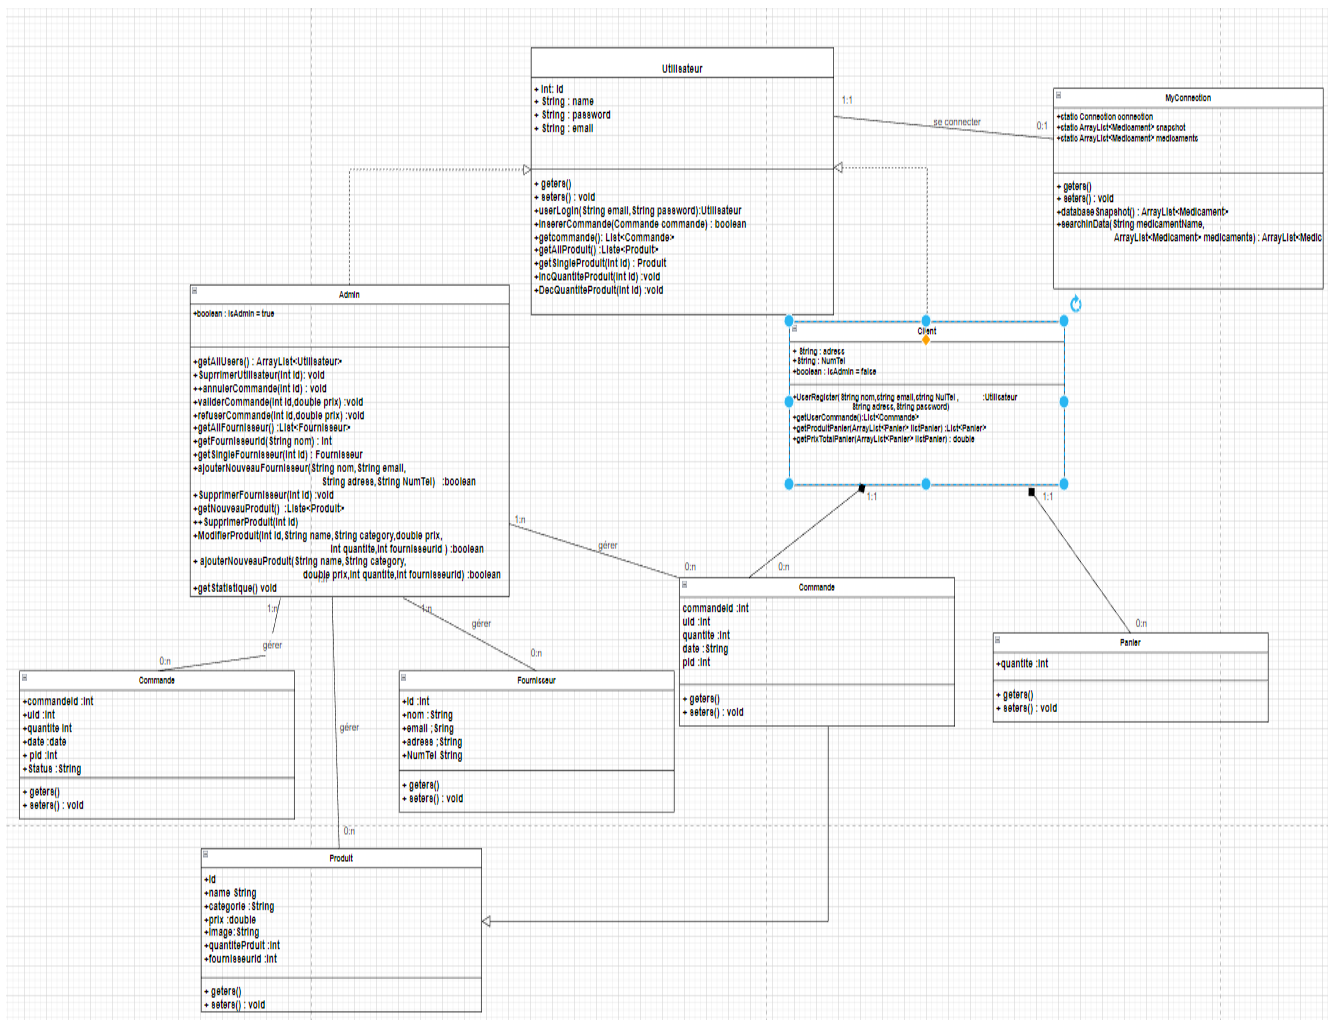 Utilisateur
+ Int: id
+ String : name
+ String : password
+ String : email
+ geters()
+ seters() : void
+userLogin(String email,String password):Utilisateur
+insererCommande(Commande commande) : boolean
+getcommande(): List<Commande>
+getAllProduit() :Liste<Produit>
+getSingleProduit(int id) : Produit
+IncQuantiteProduit(int id) :void
+DecQuantiteProduit(int id) :void
1:1
se connecter
0:1
MyConnection
+static Connection connection
+static ArrayList<Medicament> snapshot
+static ArrayList<Medicament> medicaments
+ geters()
+ seters() : void
+databaseSnapshot() : ArrayList<Medicament>
+searchInData(String medicamentName,
ArrayList<Medicament> medicaments) : ArrayList<Medic
Admin
+boolean : isAdmin = true
+getAllUsers() : ArrayList<Utilisateur>
+SuprrimerUtilisateur(int id): void
++annulerCommande(int id) : void
+validerCommande(int id,double prix) :void
+refuserCommande(int id,double prix) :void
+getAllFournisseur() :List<Fournisseur>
+getFournisseurId(String nom) : int
+getSingleFournisseur(int id) : Fournisseur
+ajouterNouveauFournisseur(String nom,String email,
String adress,String NumTel) :boolean
+SupprimerFournisseur(int id) :void
+getNouveauProduit() :Liste<Produit>
++SupprimerProduit(int id)
+ModifierProduit(int id,String name,String category,double prix,
int quantite,int fournisseurid ) :boolean
+ ajouterNouveauProduit(String name,String category,
double prix,int quantite,int fournisseurid) :boolean
+getStatistique() void
Client
+ String : adress
+String : NumTel
+boolean : isAdmin = false
+UserRegister(String nom,string email,string NulTel , :Utilisateur
String adress,String password)
+getUserCommande():List<Commande>
+getProduitPanier(ArrayList<Panier> listPanier) :List<Panier>
+getPrixTotalPanier(ArrayList<Panier> listPanier) : double
1:1
1:1
1:n
gérer
0:n
0:n
Commande
commandeId :int
uid :int
quantite :int
date :String
pid :int
+ geters()
+ seters() : void
0:n
Panier
+quantite :int
+ geters()
+ seters() : void
1:n
gérer
0:n
Commande
+commandeId :int
+uid :int
+quantite int
+date :date
+ pid :int
+Status :String
+ geters()
+ seters() : void
1:n
gérer
0:n
Fournisseur
+id :int
+nom :String
+email ;Sring
+adress ;String
+NumTel String
+ geters()
+ seters() : void
gérer
0:n
Produit
+id
+name String
+categorie :String
+prix :double
+image:String
+quantitePrduit :int
+fournisseurId :int
+ geters()
+ seters() : void